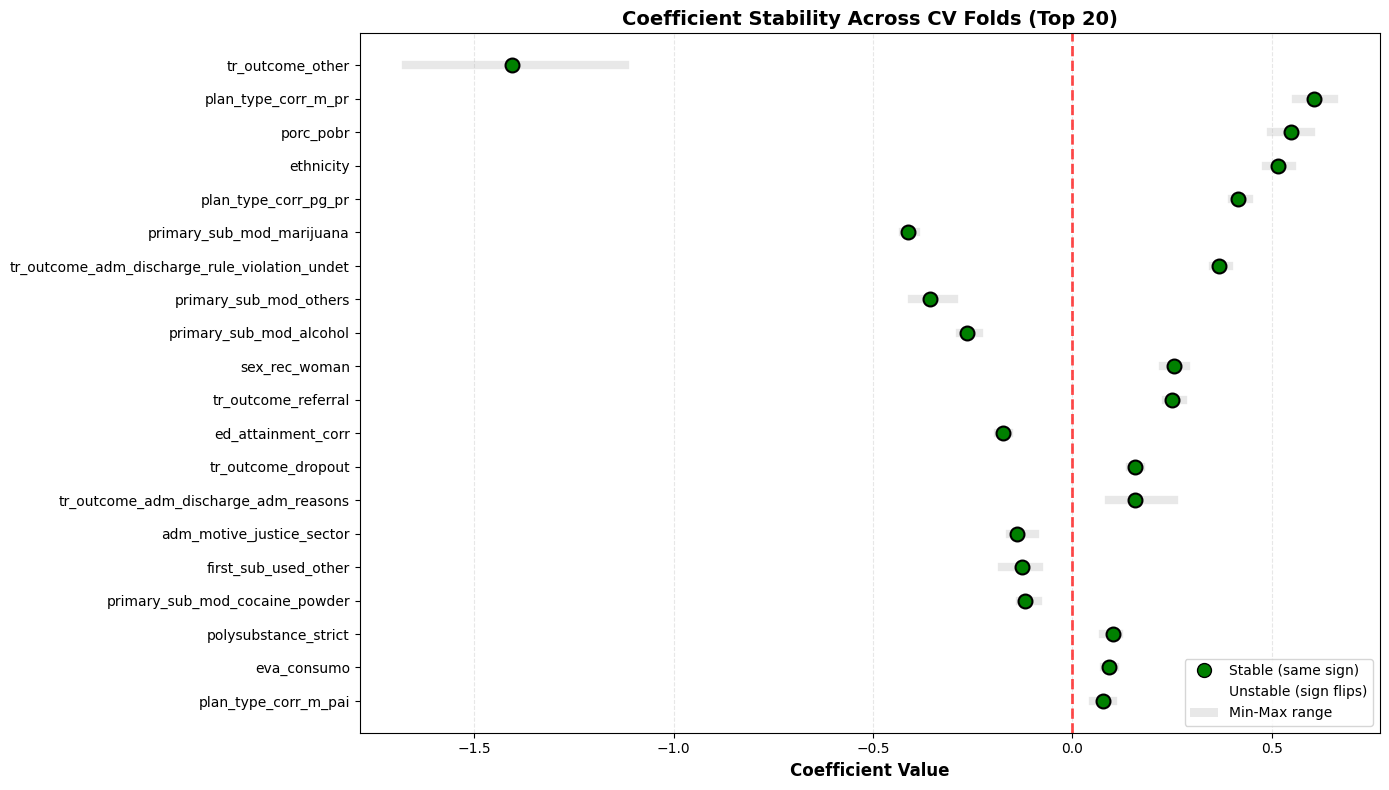 Coefficient Stability Across CV Folds (Top 20)
tr_outcome_other
plan_type_corr_m_pr
porc_pobr
ethnicity
plan_type_corr_pg_pr
primary_sub_mod_marijuana
tr_outcome_adm_discharge_rule_violation_undet
primary_sub_mod_others
primary_sub_mod_alcohol
sex_rec_woman
tr_outcome_referral
ed_attainment_corr
tr_outcome_dropout
tr_outcome_adm_discharge_adm_reasons
adm_motive_justice_sector
first_sub_used_other
primary_sub_mod_cocaine_powder
polysubstance_strict
eva_consumo
plan_type_corr_m_pai
Stable (same sign)
Unstable (sign flips)
Min-Max range
−1.5 −1.0 −0.5 0.0 0.5
Coefficient Value